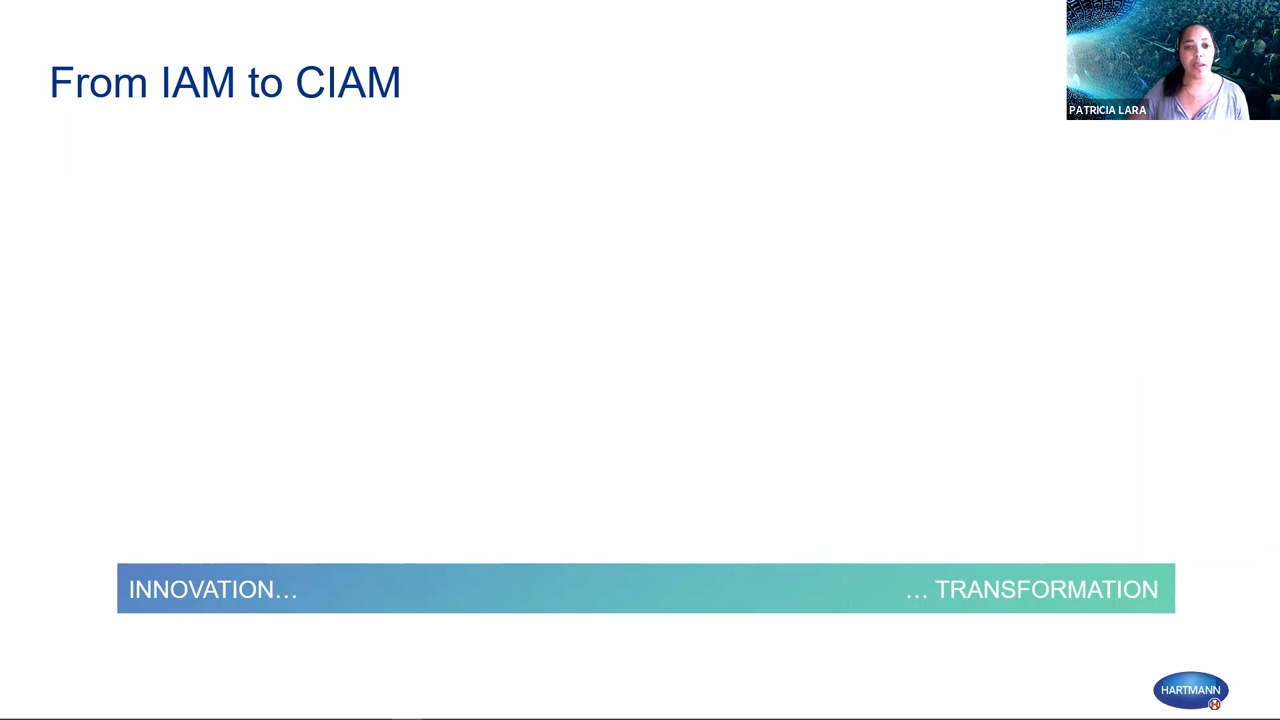 From IAM to CIAM
PATRICIA LARA
INNOVATION…
… TRANSFORMATION
HARTMANN